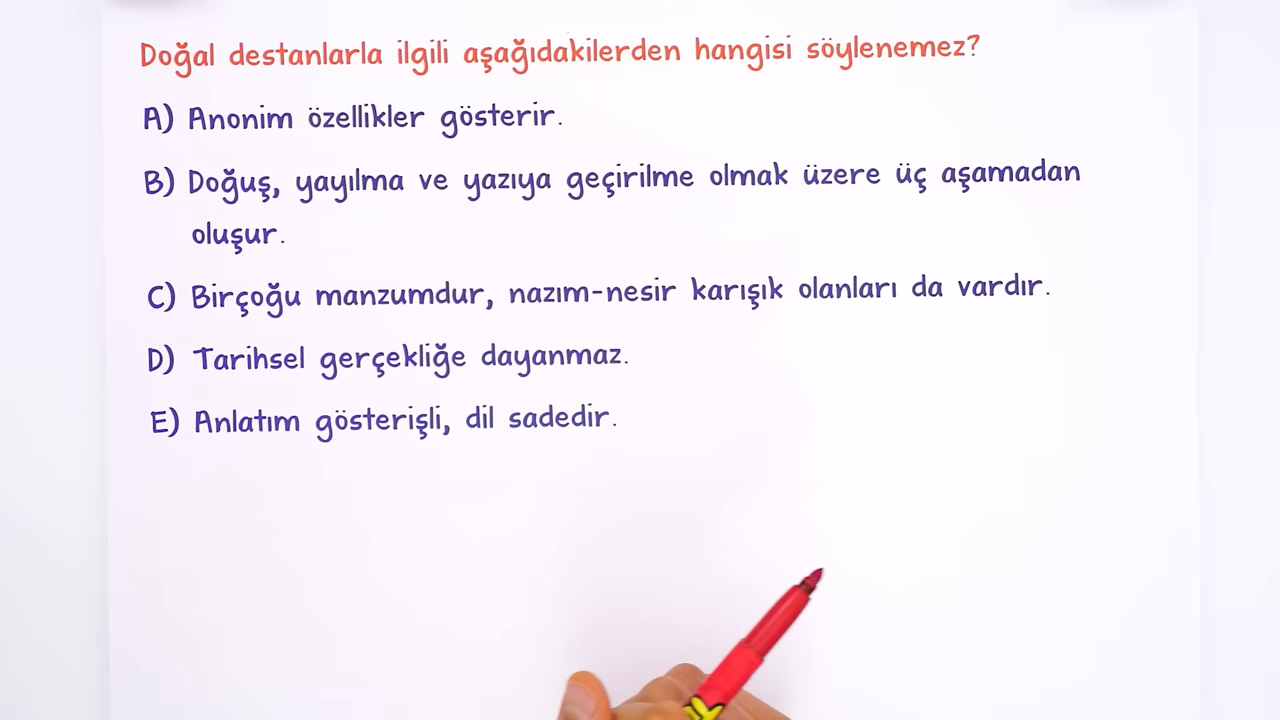 Doğal destanlarla ilgili aşağıdakilerden hangisi söylenemez?
A) Anonim özellikler gösterir.
B) Doğuş, yayılma ve yazıya geçirilme olmak üzere üç aşamadan
oluşur.
C) Birçoğu manzumdur, nazım-nesir karışık olanları da vardır.
D) Tarihsel gerçekliğe dayanmaz.
E) Anlatım gösterişli, dil sadedir.